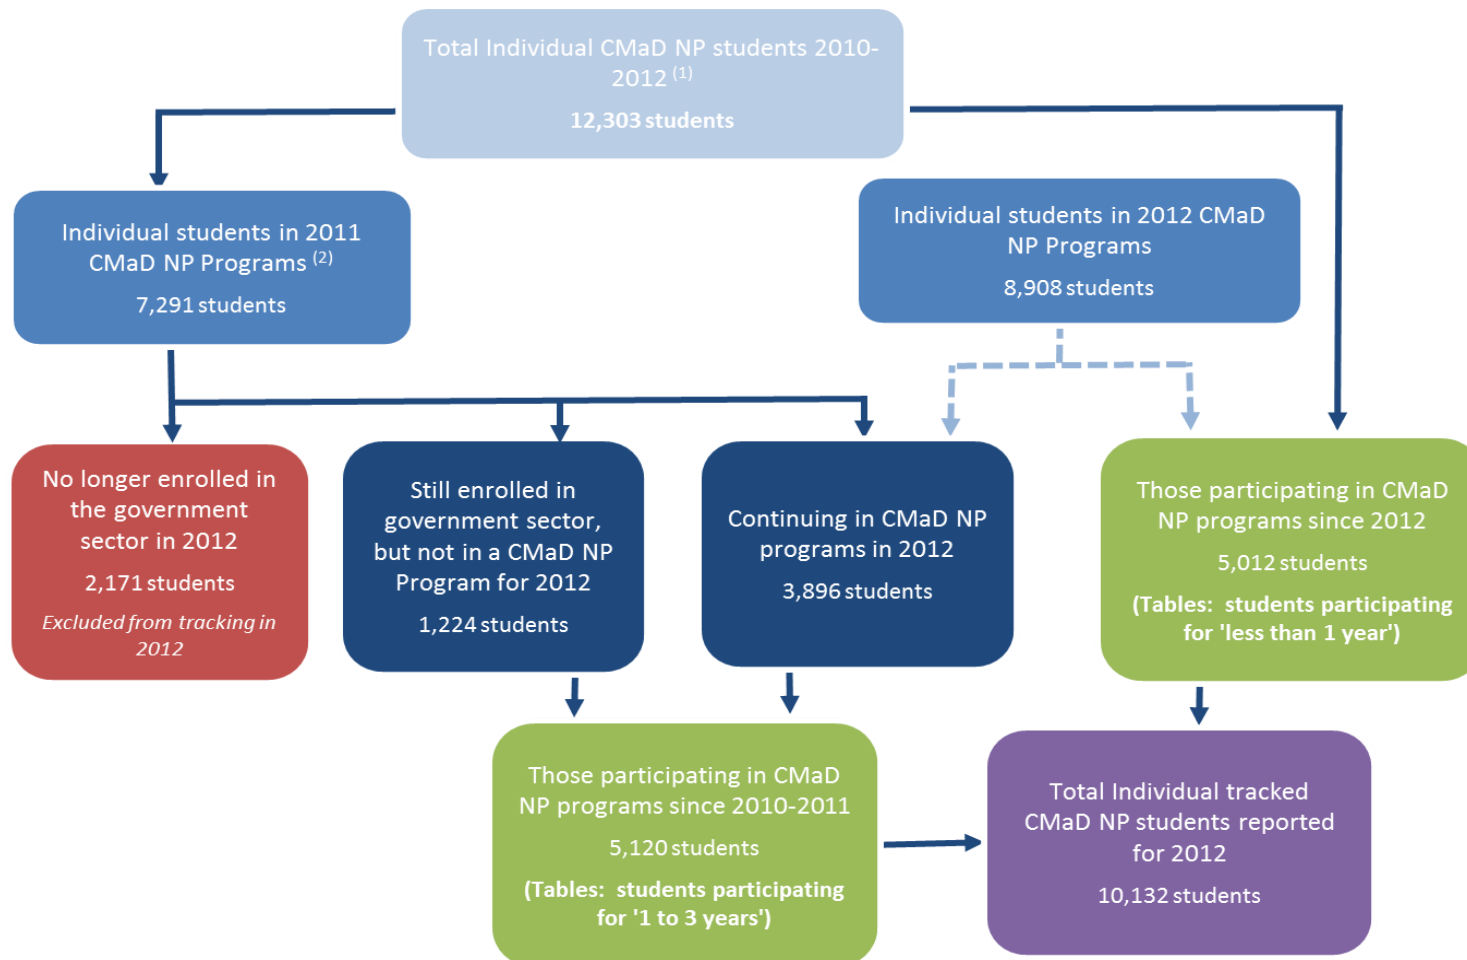 Total Individual CMaD NP students 2010-
2012 (1)
12,303 students
Individual students in 2011
CMaD NP Programs (2)
7,291 students
Individual students in 2012 CMaD
NP Programs
8,908 students
No longer enrolled in
the government
sector in 2012
2,171 students
Excluded from tracking in
2012
Still enrolled in
government sector,
but not in a CMaD NP
Program for 2012
1,224 students
Continuing in CMaD NP
programs in 2012
3,896 students
Those participating in CMaD
NP programs since 2012
5,012 students
(Tables: students participating
for 'less than 1 year')
Those participating in CMaD
NP programs since 2010-2011
5,120 students
(Tables: students participating
for '1 to 3 years')
Total Individual tracked
CMaD NP students reported
for 2012
10,132 students